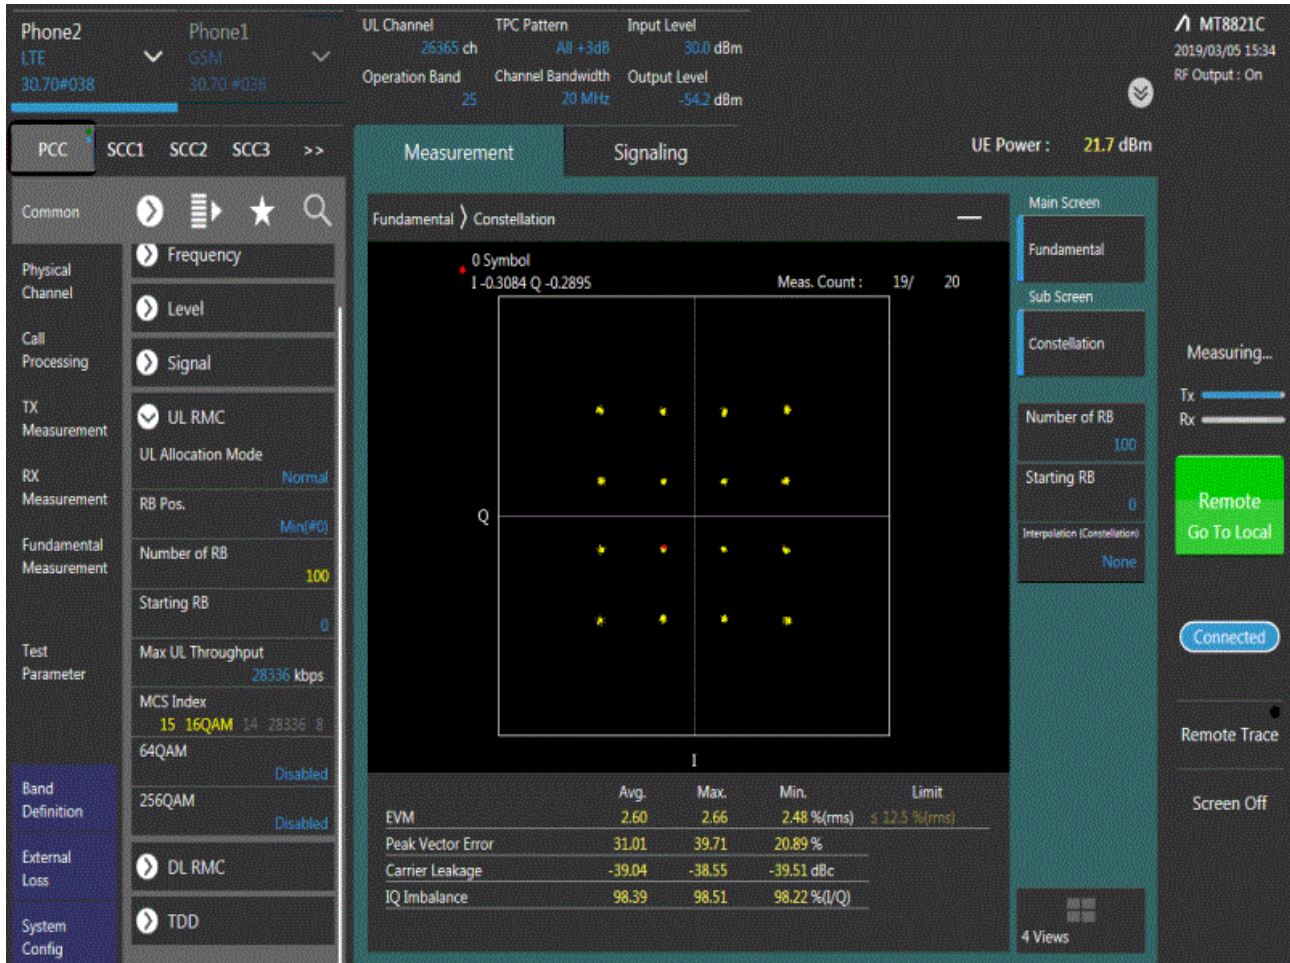 Phone2
LTE
30.70#038
Phone1
GSM
30.70 #038
UL Channel
26365 ch
TPC Pattern
All +3dB
Input Level
30.0 dBm
Operation Band
25
Channel Bandwidth
20 MHz
Output Level
-54.2 dBm
MT8821C
2019/03/05 15:34
RF Output : On
PCC SCC1 SCC2 SCC3 >>
Measurement Signaling
UE Power : 21.7 dBm
Common
Physical
Channel
Call
Processing
TX
Measurement
RX
Measurement
Fundamental
Measurement
Test
Parameter
Band
Definition
External
Loss
System
Config
Frequency
Level
Signal
UL RMC
UL Allocation Mode
Normal
RB Pos.
Min(#0)
Number of RB
100
Starting RB
0
Max UL Throughput
28336 kbps
MCS Index
15 16QAM 14 28336 8
64QAM
Disabled
256QAM
Disabled
DL RMC
TDD
Fundamental ⟩ Constellation
0 Symbol
I -0.3084 Q -0.2895
Meas. Count : 19/ 20
Q
I
Avg. Max. Min. Limit
EVM 2.60 2.66 2.48 %(rms) ≤ 12.5 %(rms)
Peak Vector Error 31.01 39.71 20.89 %
Carrier Leakage -39.04 -38.55 -39.51 dBc
IQ Imbalance 98.39 98.51 98.22 %(I/Q)
Main Screen
Fundamental
Sub Screen
Constellation
Number of RB
100
Starting RB
0
Interpolation (Constellation)
None
4 Views
Measuring...
Tx
Rx
Remote
Go To Local
Connected
Remote Trace
Screen Off